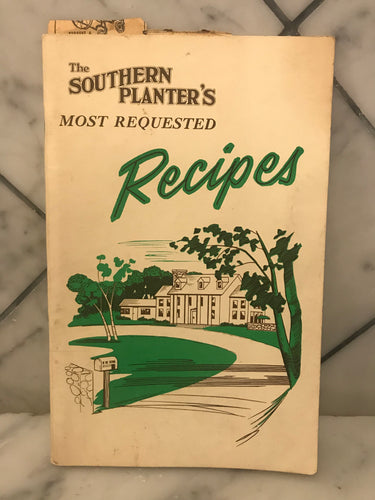 The
SOUTHERN
PLANTER'S
MOST REQUESTED
Recipes